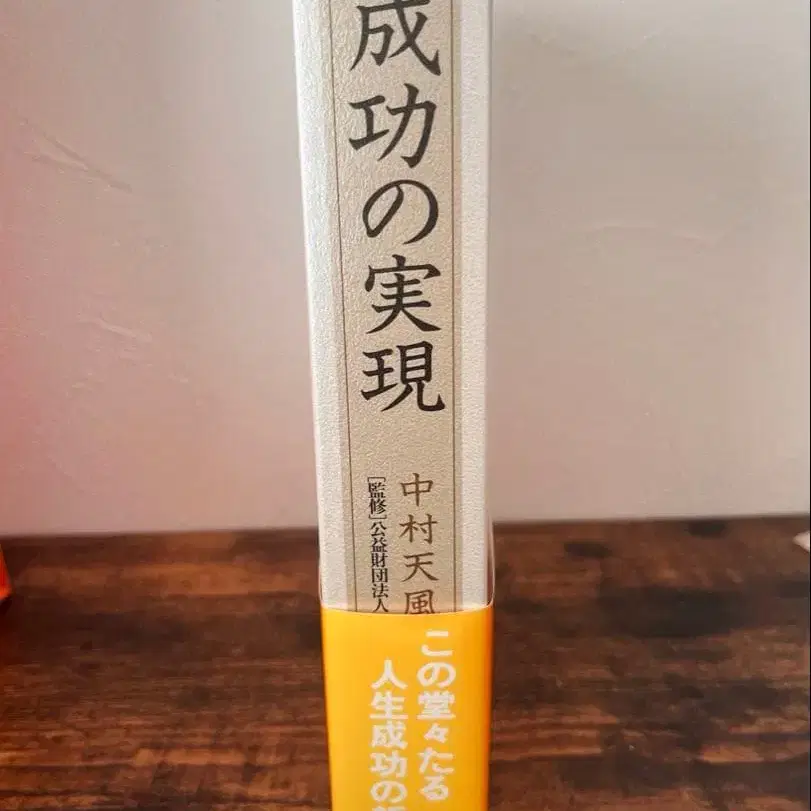 成功の実現
中村天風
[監修]公益財団法人
この堂々たる
人生成功の